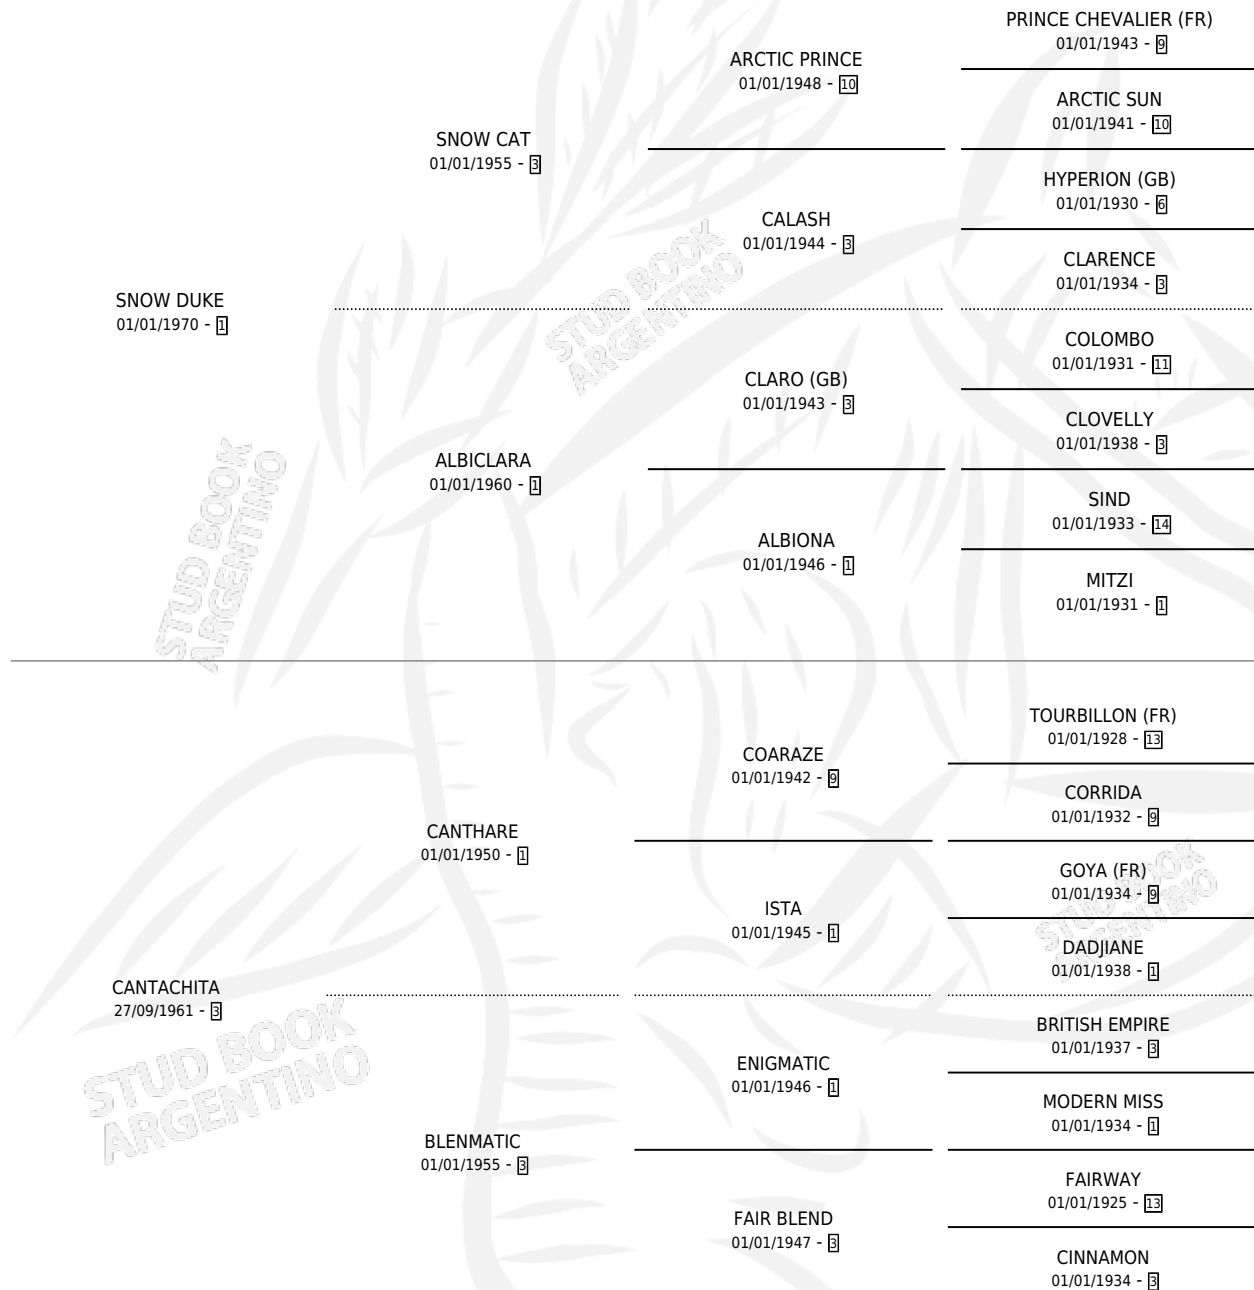 PRINCE CHEVALIER (FR)
01/01/1943 - 9
ARCTIC PRINCE
01/01/1948 - 10
ARCTIC SUN
01/01/1941 - 10
SNOW CAT
01/01/1955 - 3
HYPERION (GB)
01/01/1930 - 6
CALASH
01/01/1944 - 3
CLARENCE
01/01/1934 - 3
SNOW DUKE
01/01/1970 - 1
COLOMBO
01/01/1931 - 11
CLARO (GB)
01/01/1943 - 3
CLOVELLY
01/01/1938 - 3
ALBICLARA
01/01/1960 - 1
SIND
01/01/1933 - 14
ALBIONA
01/01/1946 - 1
MITZI
01/01/1931 - 1
STUD BOOK
ARGENTINO
STUD BOOK
ARGENTINO
TOURBILLON (FR)
01/01/1928 - 13
COARAZE
01/01/1942 - 9
CORRIDA
01/01/1932 - 9
CANTHARE
01/01/1950 - 1
GOYA (FR)
01/01/1934 - 9
ISTA
01/01/1945 - 1
DADJIANE
01/01/1938 - 1
CANTACHITA
27/09/1961 - 3
BRITISH EMPIRE
01/01/1937 - 3
ENIGMATIC
01/01/1946 - 1
MODERN MISS
01/01/1934 - 1
BLENMATIC
01/01/1955 - 3
FAIRWAY
01/01/1925 - 13
FAIR BLEND
01/01/1947 - 3
CINNAMON
01/01/1934 - 3
STUD BOOK
ARGENTINO
STUD BOOK
ARGENTINO